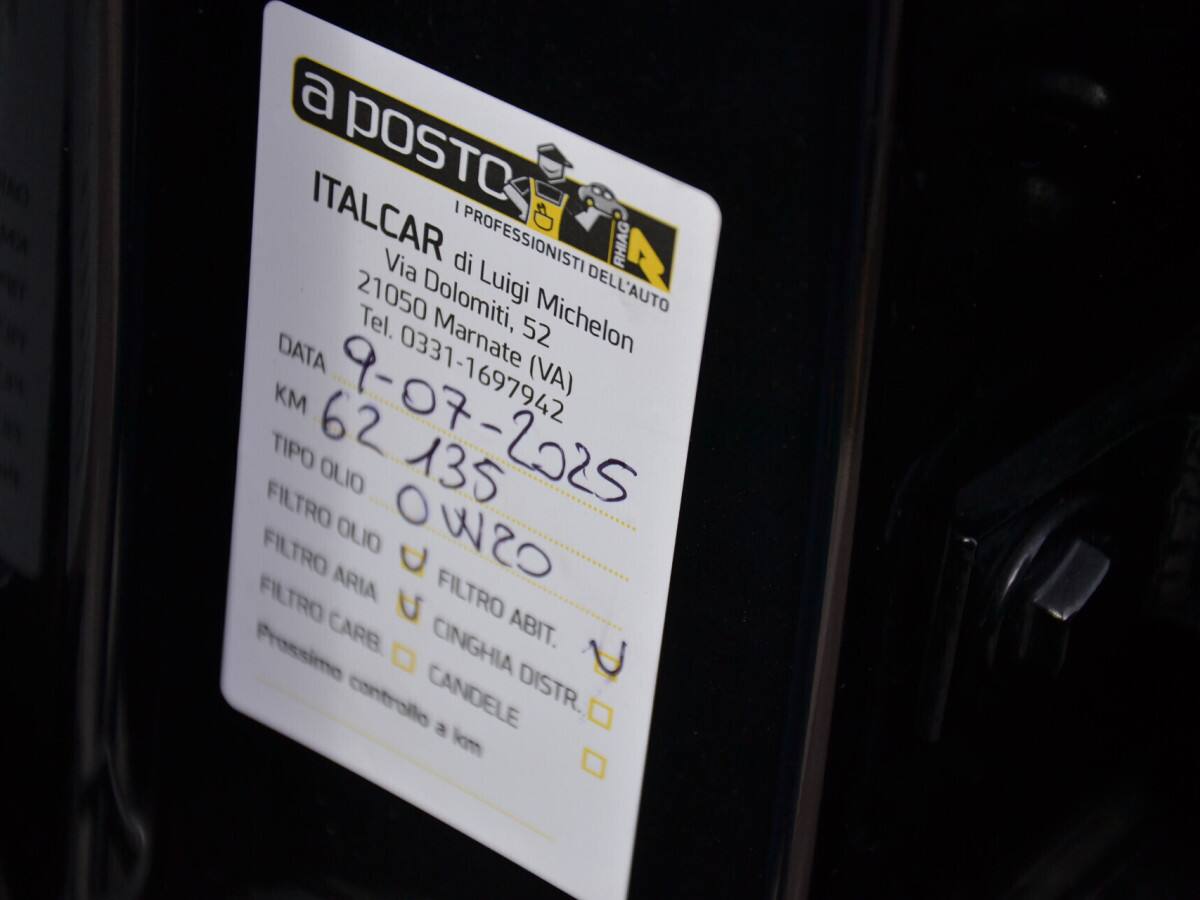 a posto
I PROFESSIONISTI DELL'AUTO
RHIAG
ITALCAR di Luigi Michelon
Via Dolomiti, 52
21050 Marnate (VA)
Tel. 0331-1697942
DATA 9-07-2025
KM 62 135
TIPO OLIO 0W20
FILTRO OLIO FILTRO ABIT.
FILTRO ARIA CINGHIA DISTR.
FILTRO CARB. CANDELE
Prossimo controllo a km